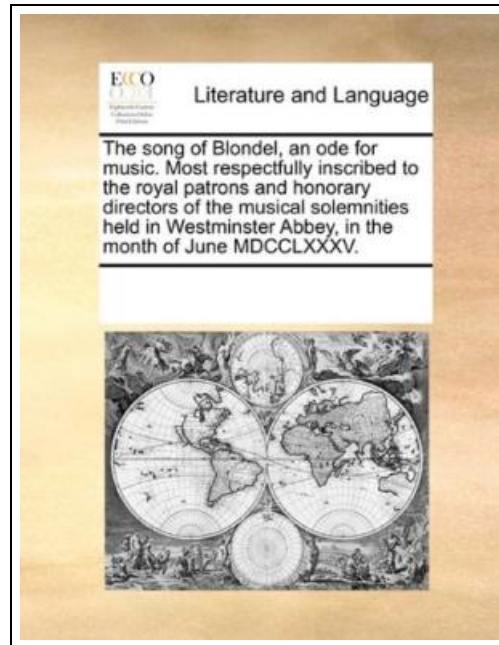 ECCO
Literature and Language
The song of Blondel, an ode for
music. Most respectfully inscribed to
the royal patrons and honorary
directors of the musical solemnities
held in Westminster Abbey, in the
month of June MDCCLXXXV.